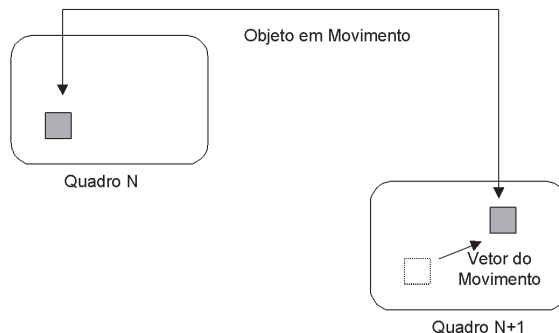 Objeto em Movimento
Quadro N
Vetor do
Movimento
Quadro N+1